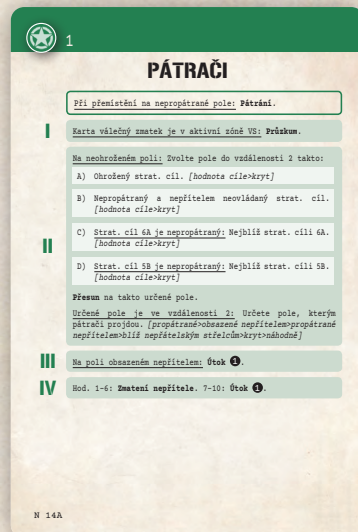 1
PÁTRAČI
Při přemístění na nepropátrané pole: Pátrání.
I
Karta válečný zmatek je v aktivní zóně VS: Průzkum.
II
Na neohroženém poli: Zvolte pole do vzdálenosti 2 takto:
A) Ohrožený strat. cíl. [hodnota cíle>kryt]
B) Nepropátraný a nepřítelem neovládaný strat. cíl.
[hodnota cíle>kryt]
C) Strat. cíl 6A je nepropátraný: Nejblíž strat. cíli 6A.
[hodnota cíle>kryt]
D) Strat. cíl 5B je nepropátraný: Nejblíž strat. cíli 5B.
[hodnota cíle>kryt]
Přesun na takto určené pole.
Určené pole je ve vzdálenosti 2: Určete pole, kterým
pátrači projdou. [propátrané>obsazené nepřítelem>propátrané
nepřítelem>blíž nepřátelským střelcům>kryt>náhodně]
III
Na poli obsazeném nepřítelem: Útok 1.
IV
Hod. 1-6: Zmatení nepřítele. 7-10: Útok 1.
N 14A